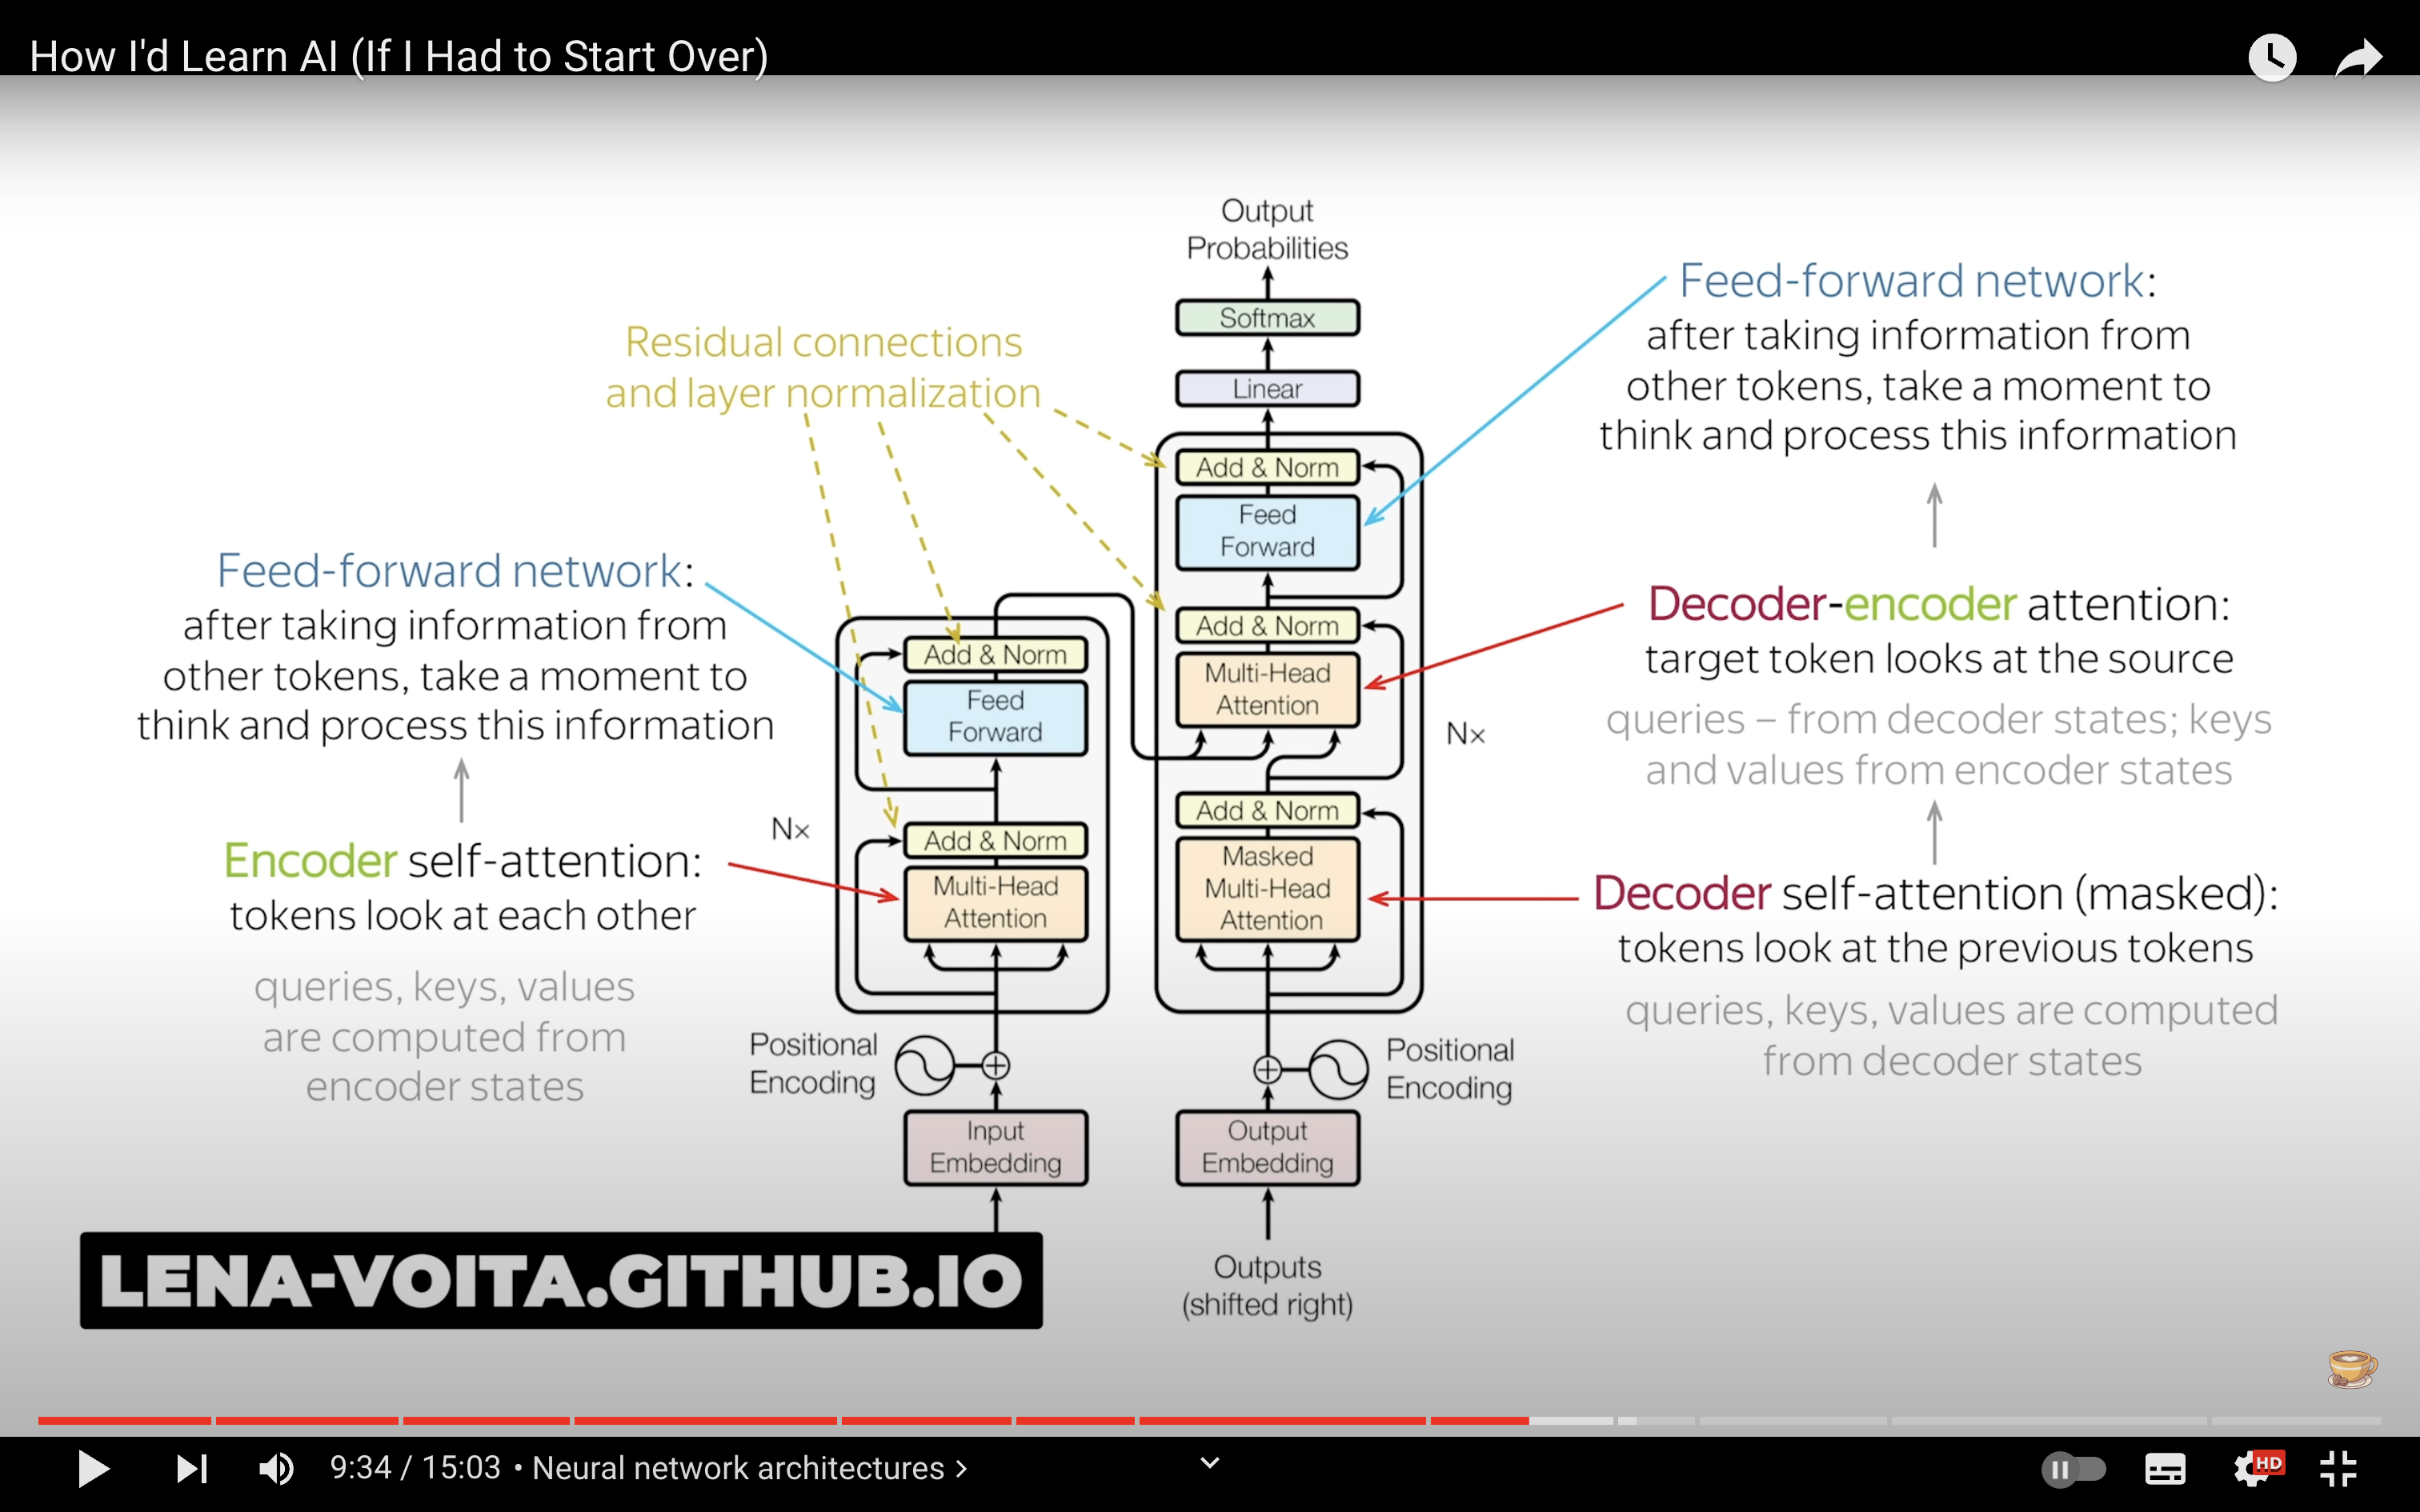 How I'd Learn AI (If I Had to Start Over)
Output
Probabilities
Softmax
Linear
Add & Norm
Feed
Forward
Add & Norm
Multi-Head
Attention
Nx
Add & Norm
Masked
Multi-Head
Attention
Positional
Encoding
Output
Embedding
Outputs
(shifted right)
Residual connections
and layer normalization
Add & Norm
Feed
Forward
Nx
Add & Norm
Multi-Head
Attention
Positional
Encoding
Input
Embedding
Feed-forward network:
after taking information from
other tokens, take a moment to
think and process this information
Encoder self-attention:
tokens look at each other
queries, keys, values
are computed from
encoder states
Feed-forward network:
after taking information from
other tokens, take a moment to
think and process this information
Decoder-encoder attention:
target token looks at the source
queries – from decoder states; keys
and values from encoder states
Decoder self-attention (masked):
tokens look at the previous tokens
queries, keys, values are computed
from decoder states
LENA-VOITA.GITHUB.IO
9:34 / 15:03 • Neural network architectures >
HD